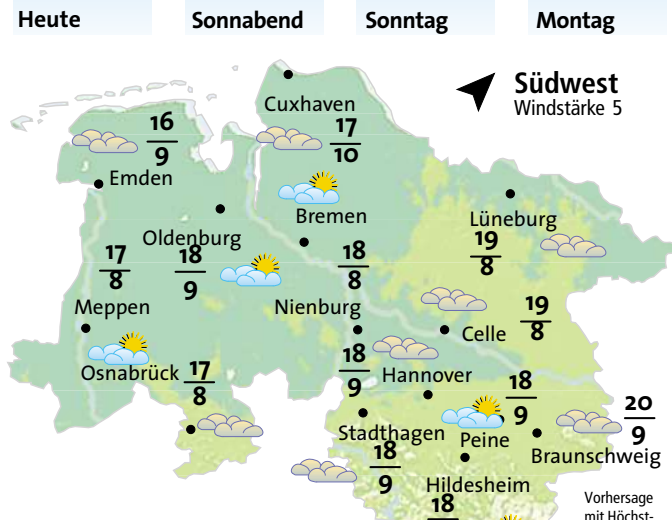 Heute Sonnabend Sonntag Montag
Südwest
Windstärke 5
Cuxhaven
16
9
17
10
Emden
Bremen
Lüneburg
Oldenburg
17
8
18
9
18
8
19
8
Meppen
Nienburg
Celle
19
8
Osnabrück
17
8
18
9
Hannover
18
9
20
9
Stadthagen
Peine
Braunschweig
18
9
Hildesheim
18
Vorhersage
mit Höchst-